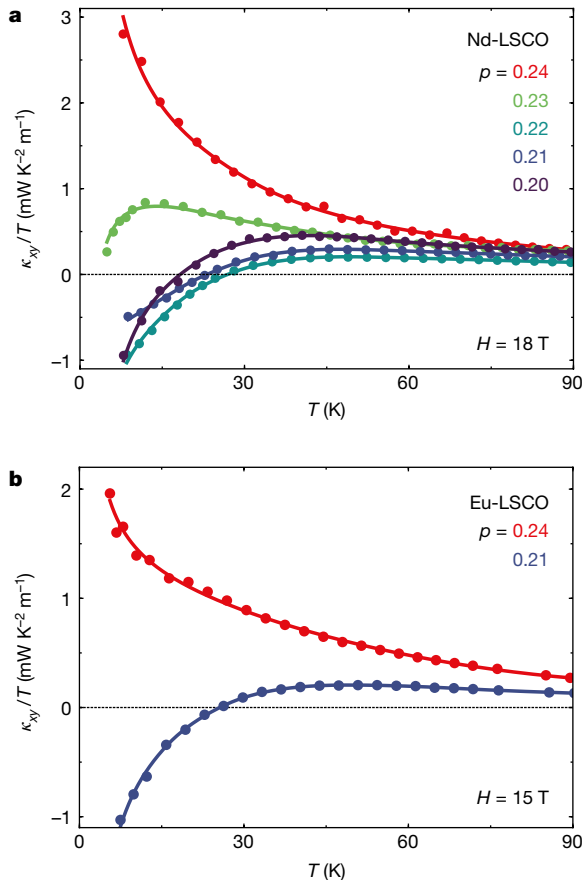 a
Nd-LSCO
p = 0.24
0.23
0.22
0.21
0.20
H = 18 T
κxy/T (mW K−2 m−1)
3
2
1
0
−1
0 30 60 90
T (K)
b
Eu-LSCO
p = 0.24
0.21
H = 15 T
κxy/T (mW K−2 m−1)
2
1
0
−1
0 30 60 90
T (K)